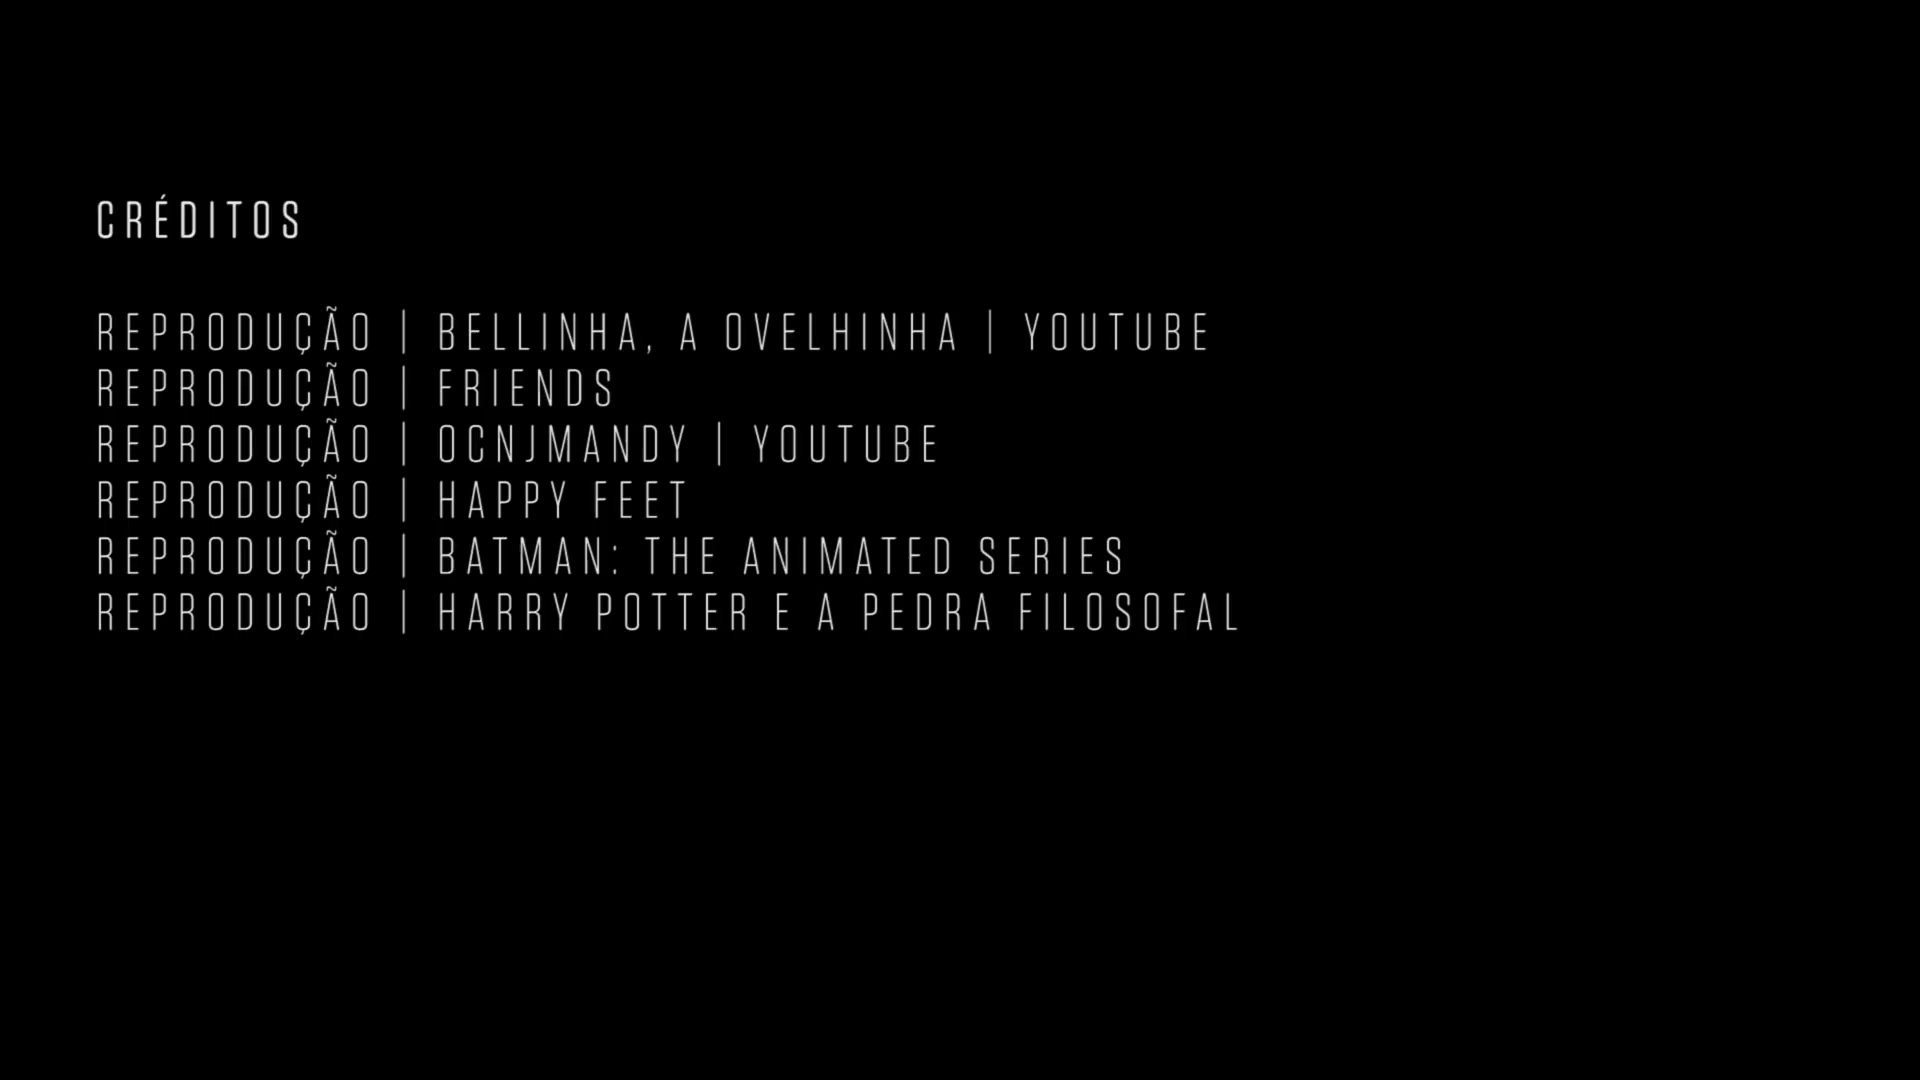 CRÉDITOS
REPRODUÇÃO | BELLINHA, A OVELHINHA | YOUTUBE
REPRODUÇÃO | FRIENDS
REPRODUÇÃO | OCNJMANDY | YOUTUBE
REPRODUÇÃO | HAPPY FEET
REPRODUÇÃO | BATMAN: THE ANIMATED SERIES
REPRODUÇÃO | HARRY POTTER E A PEDRA FILOSOFAL